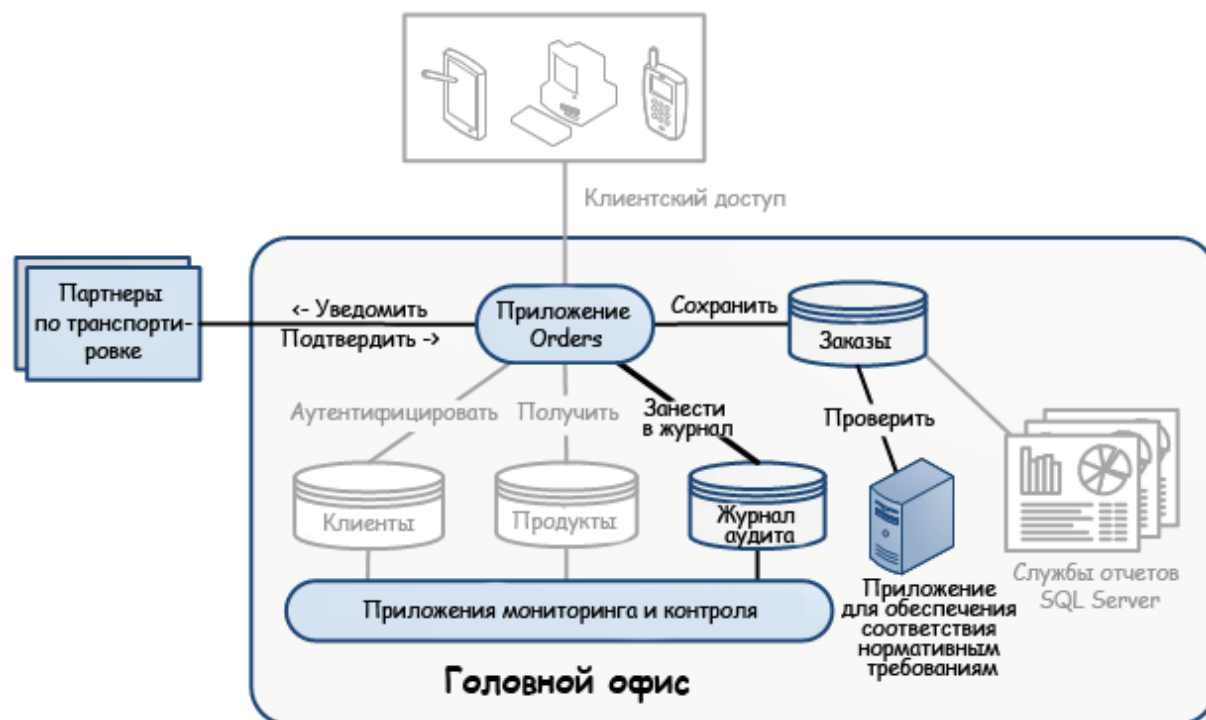 Клиентский доступ
Партнеры
по транспорти-
ровке
<- Уведомить
Подтвердить ->
Приложение
Orders
Сохранить
Заказы
Аутентифицировать
Получить
Занести
в журнал
Проверить
Клиенты
Продукты
Журнал
аудита
Службы отчетов
SQL Server
Приложения мониторинга и контроля
Приложение
для обеспечения
соответствия
нормативным
требованиям
Головной офис